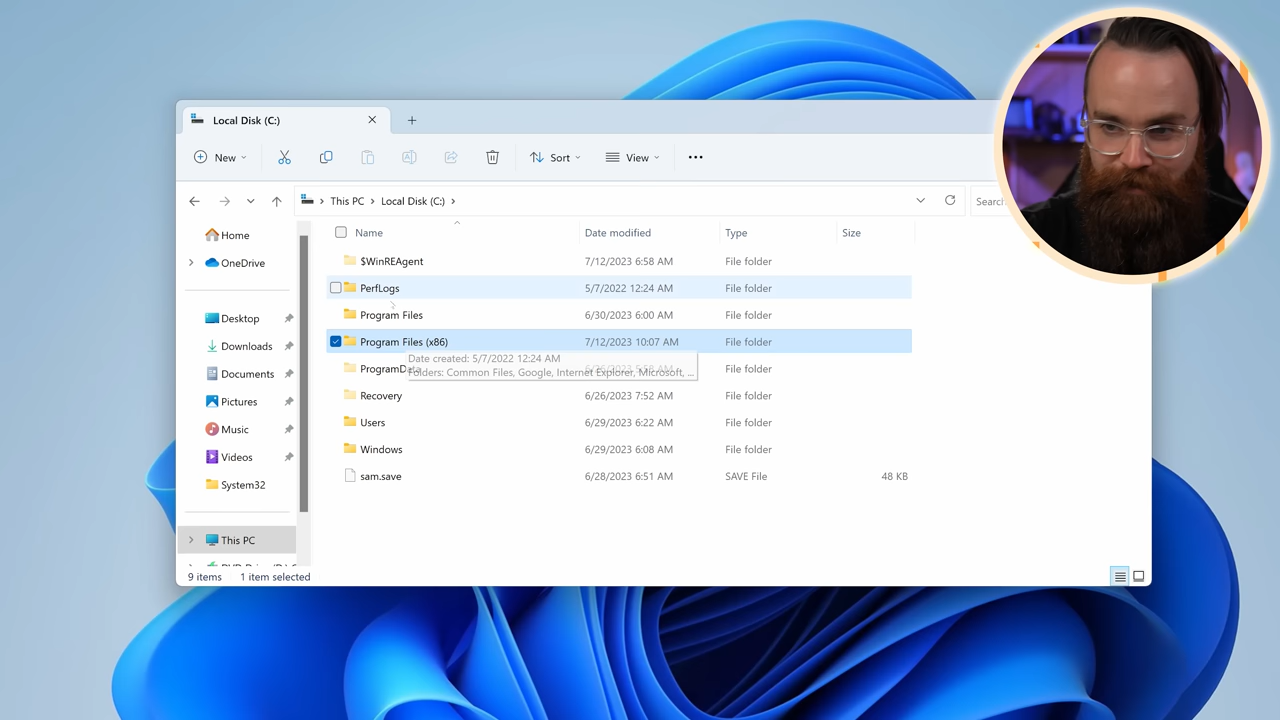 Local Disk (C:)
New
Sort
View
This PC
Local Disk (C:)
Search
Home
OneDrive
Desktop
Downloads
Documents
Pictures
Music
Videos
System32
This PC
Name Date modified Type Size
$WinREAgent 7/12/2023 6:58 AM File folder
PerfLogs 5/7/2022 12:24 AM File folder
Program Files 6/30/2023 6:00 AM File folder
Program Files (x86) 7/12/2023 10:07 AM File folder
Date created: 5/7/2022 12:24 AM
Folders: Common Files, Google, Internet Explorer, Microsoft, ...
ProgramData File folder
Recovery 6/26/2023 7:52 AM File folder
Users 6/29/2023 6:22 AM File folder
Windows 6/29/2023 6:08 AM File folder
sam.save 6/28/2023 6:51 AM SAVE File 48 KB
9 items 1 item selected